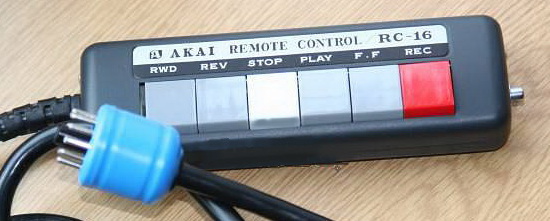 AKAI REMOTE CONTROL / RC-16
RWD REV STOP PLAY F.F REC